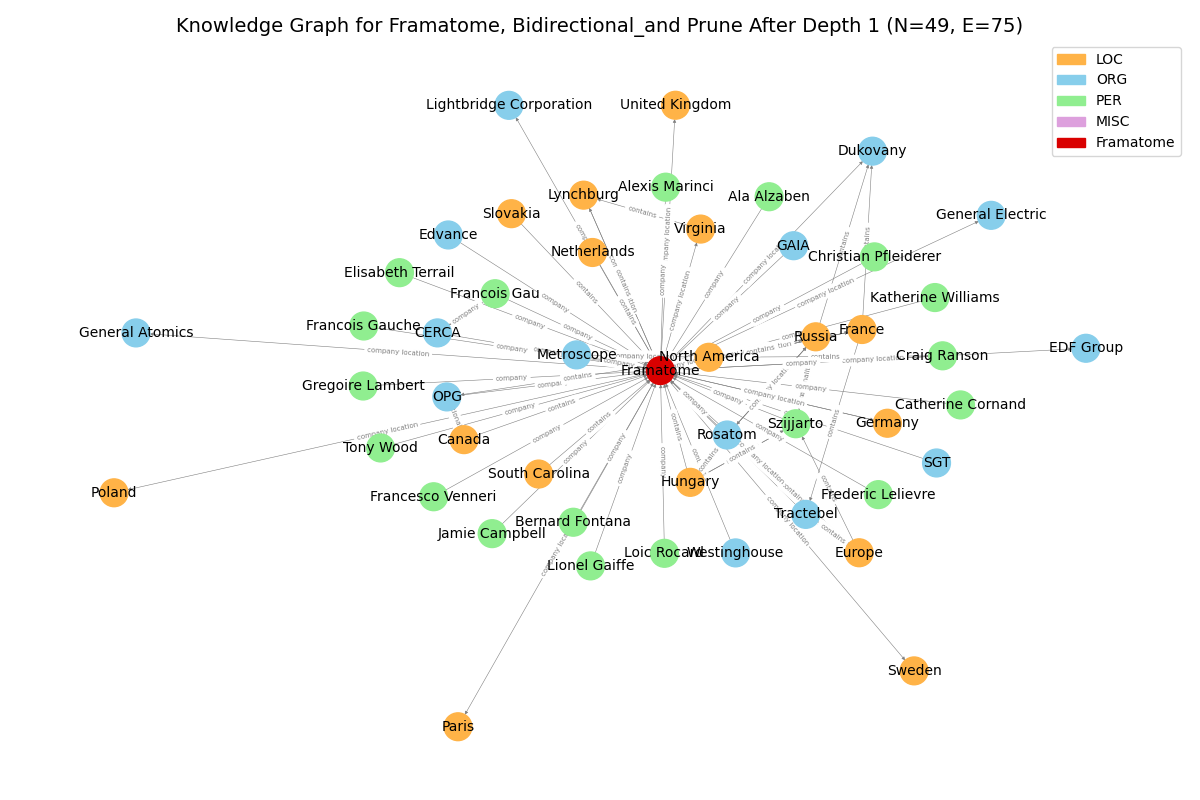 Knowledge Graph for Framatome, Bidirectional_and Prune After Depth 1 (N=49, E=75)
LOC
ORG
PER
MISC
Framatome
Lightbridge Corporation
United Kingdom
Dukovany
Alexis Marinci
Lynchburg
Ala Alzaben
Slovakia
contains
General Electric
Virginia
Edvance
GAIA
Netherlands
Christian Pfleiderer
Elisabeth Terrail
Francois Gau
Katherine Williams
company location
company
Francois Gauche
CERCA
General Atomics
Russia
France
EDF Group
Metroscope
North America
Craig Ranson
company location
Framatome
Gregoire Lambert
OPG
company
contains
Catherine Cornand
company location
Germany
Szijjarto
Rosatom
Canada
Tony Wood
company location
SGT
South Carolina
Hungary
contains
Poland
Francesco Venneri
Frederic Lelievre
Tractebel
Bernard Fontana
Jamie Campbell
Loic Rocard
Westinghouse
Europe
Lionel Gaiffe
company location
Sweden
Paris